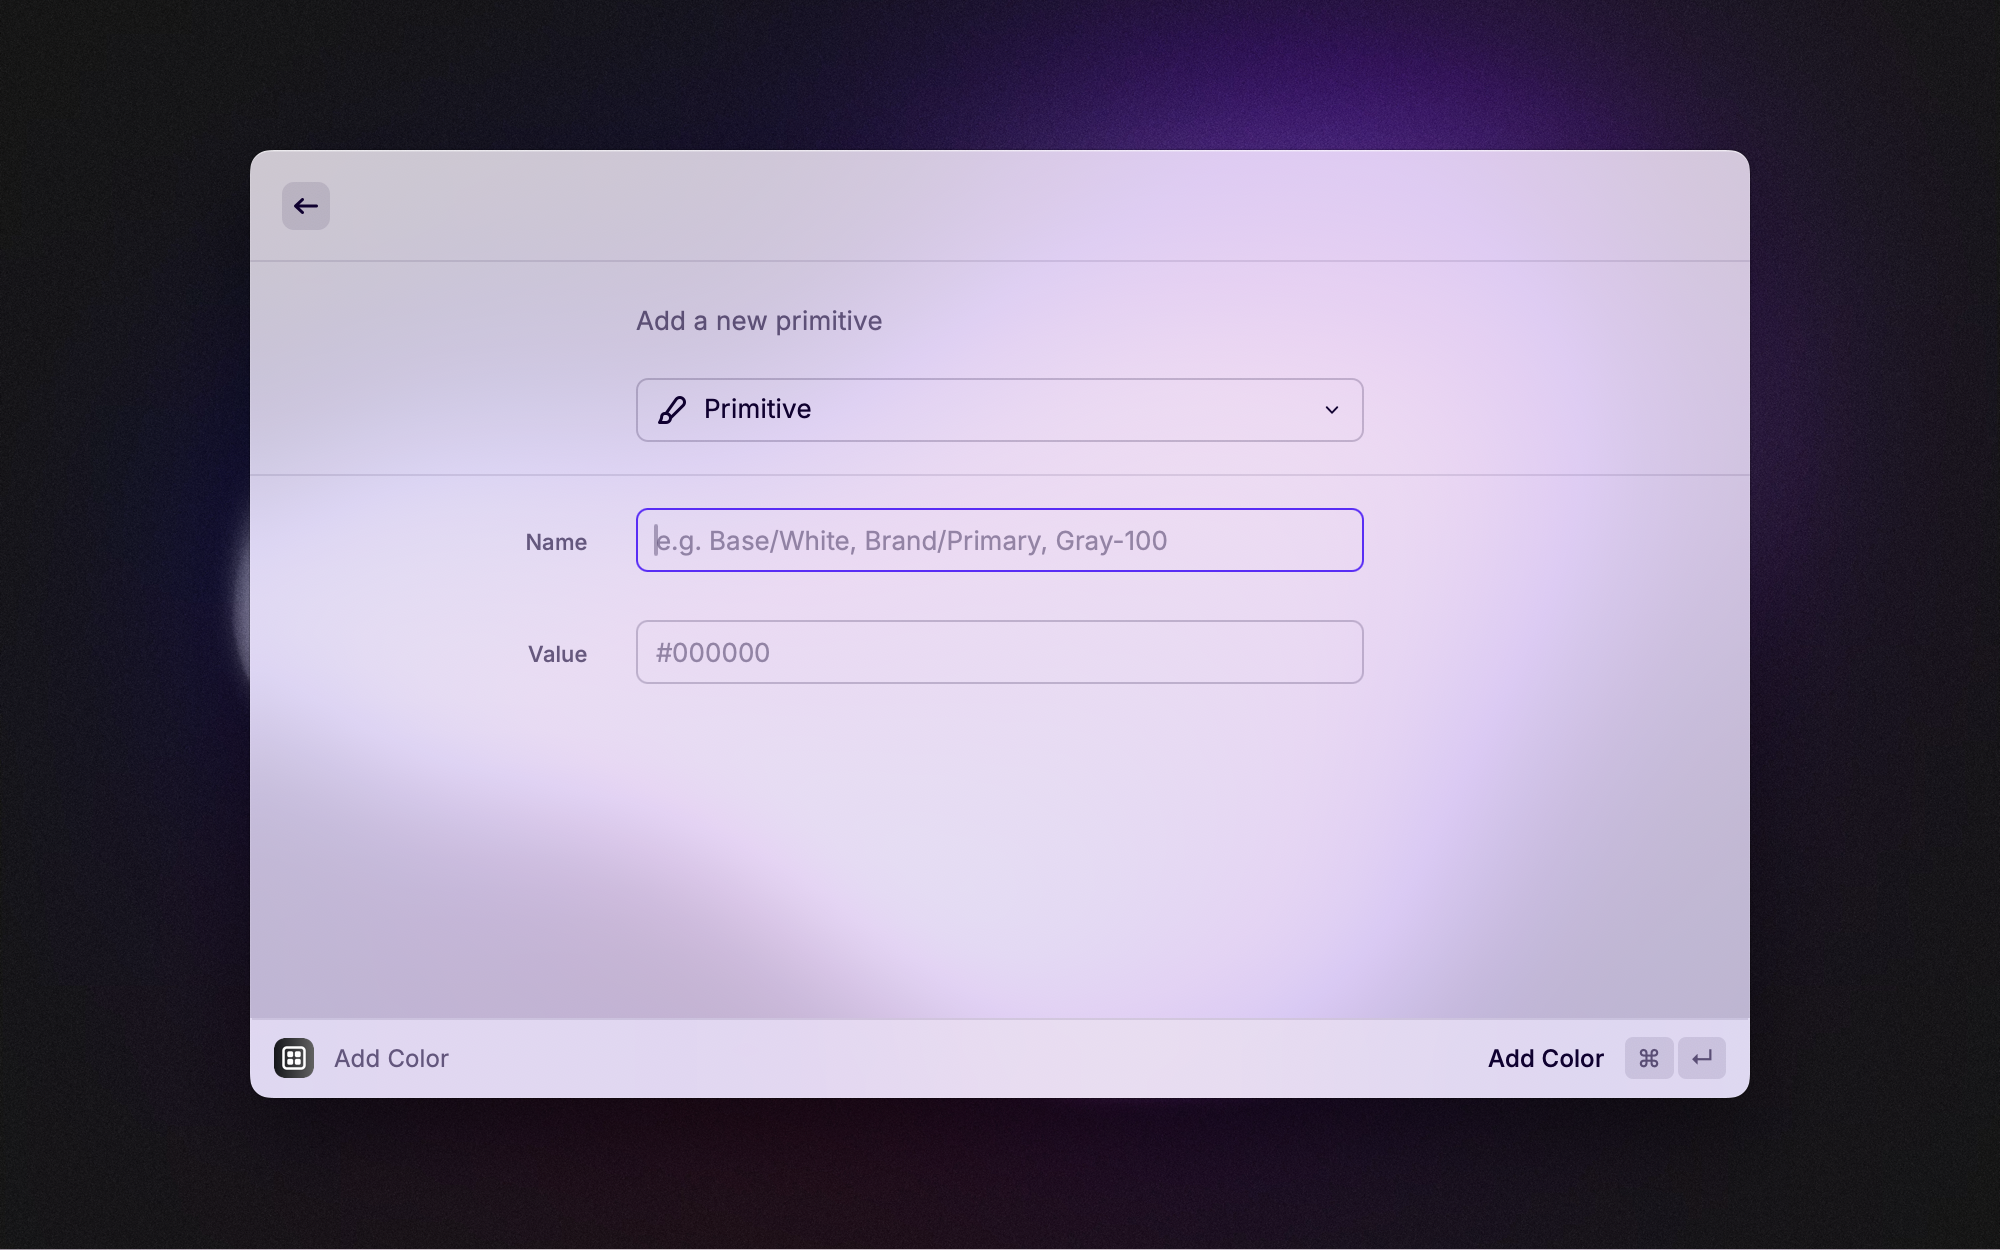 Add a new primitive
Primitive
Name
e.g. Base/White, Brand/Primary, Gray-100
Value
#000000
Add Color
Add Color ⌘ ↵